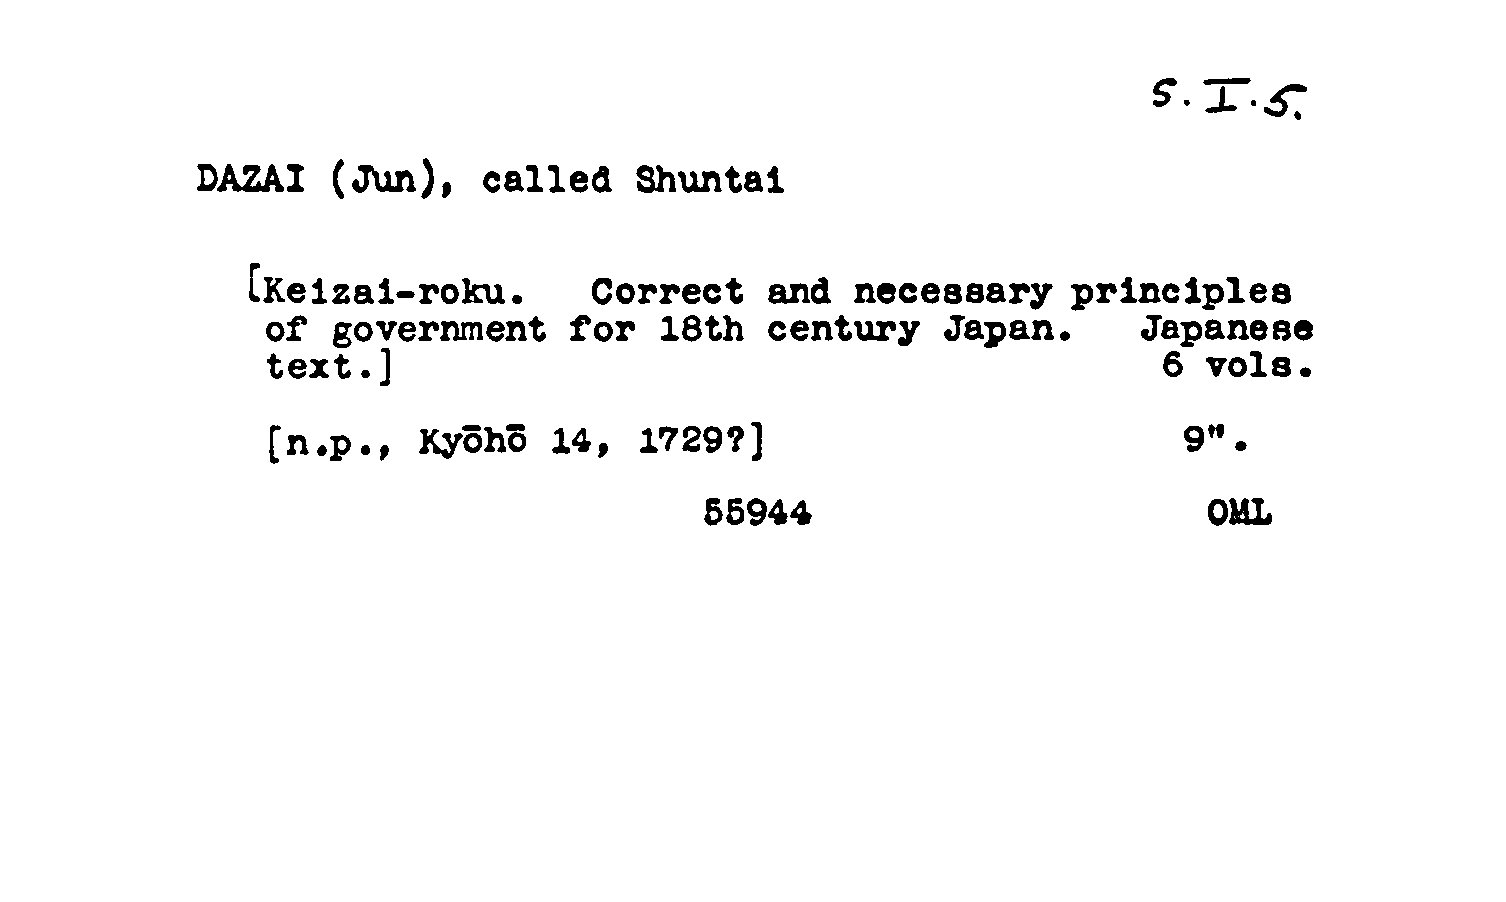 S.I.5.
DAZAI (Jun), called Shuntai
[Keizai-roku. Correct and necessary principles
of government for 18th century Japan. Japanese
text.] 6 vols.
[n.p., Kyōhō 14, 1729?] 9".
55944 OML